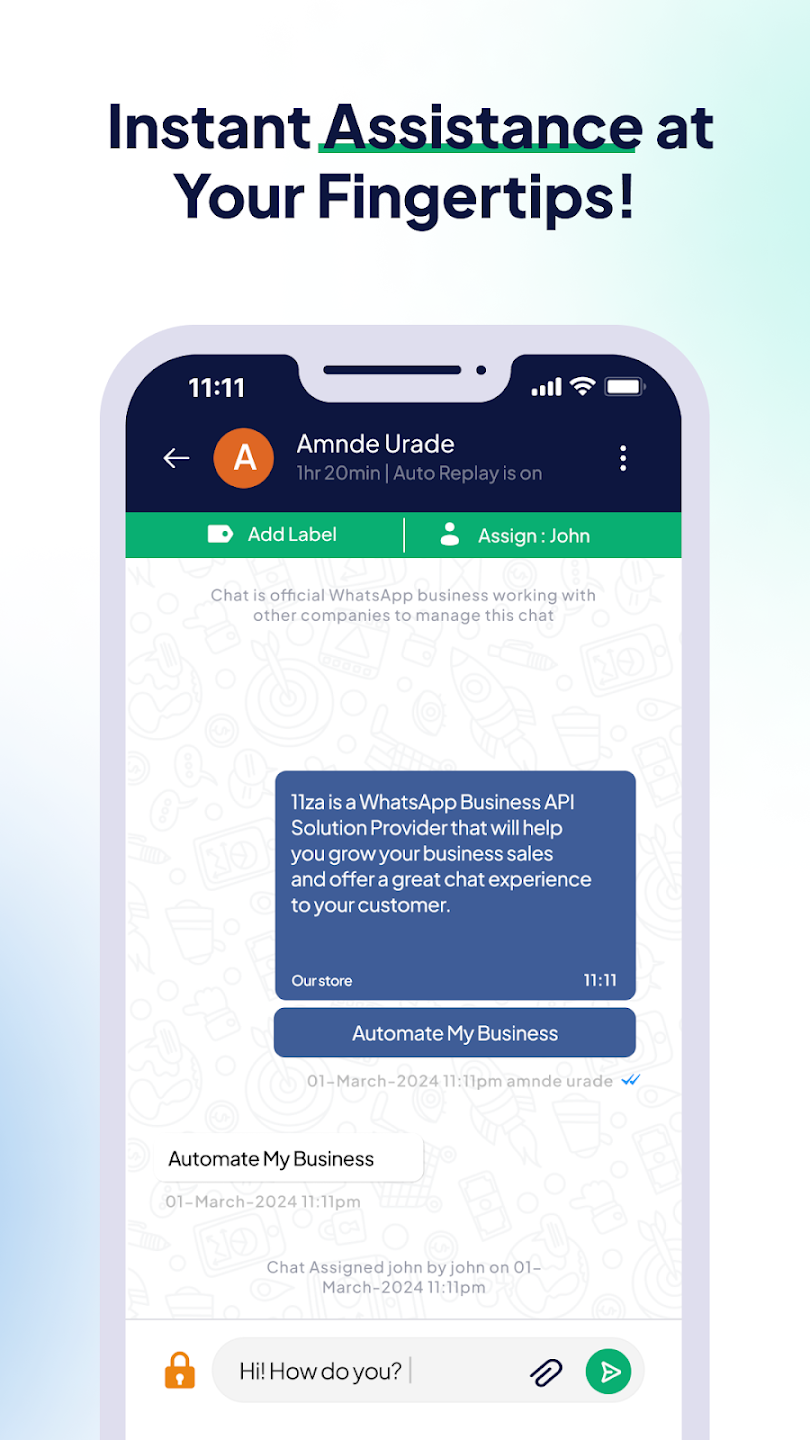 Instant Assistance at
Your Fingertips!
11:11
A
Amnde Urade
1hr 20min | Auto Replay is on
Add Label
Assign : John
Chat is official WhatsApp business working with
other companies to manage this chat
11za is a WhatsApp Business API
Solution Provider that will help
you grow your business sales
and offer a great chat experience
to your customer.
Our store
11:11
Automate My Business
01-March-2024 11:11pm amnde urade
Automate My Business
01-March-2024 11:11pm
Chat Assigned john by john on 01-
March-2024 11:11pm
Hi! How do you?